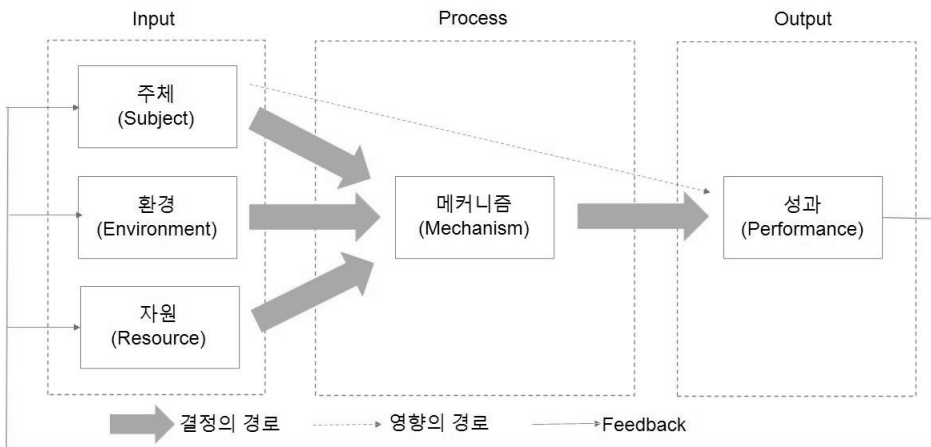 Input
Process
Output
주체
(Subject)
환경
(Environment)
자원
(Resource)
메커니즘
(Mechanism)
성과
(Performance)
결정의 경로
영향의 경로
Feedback